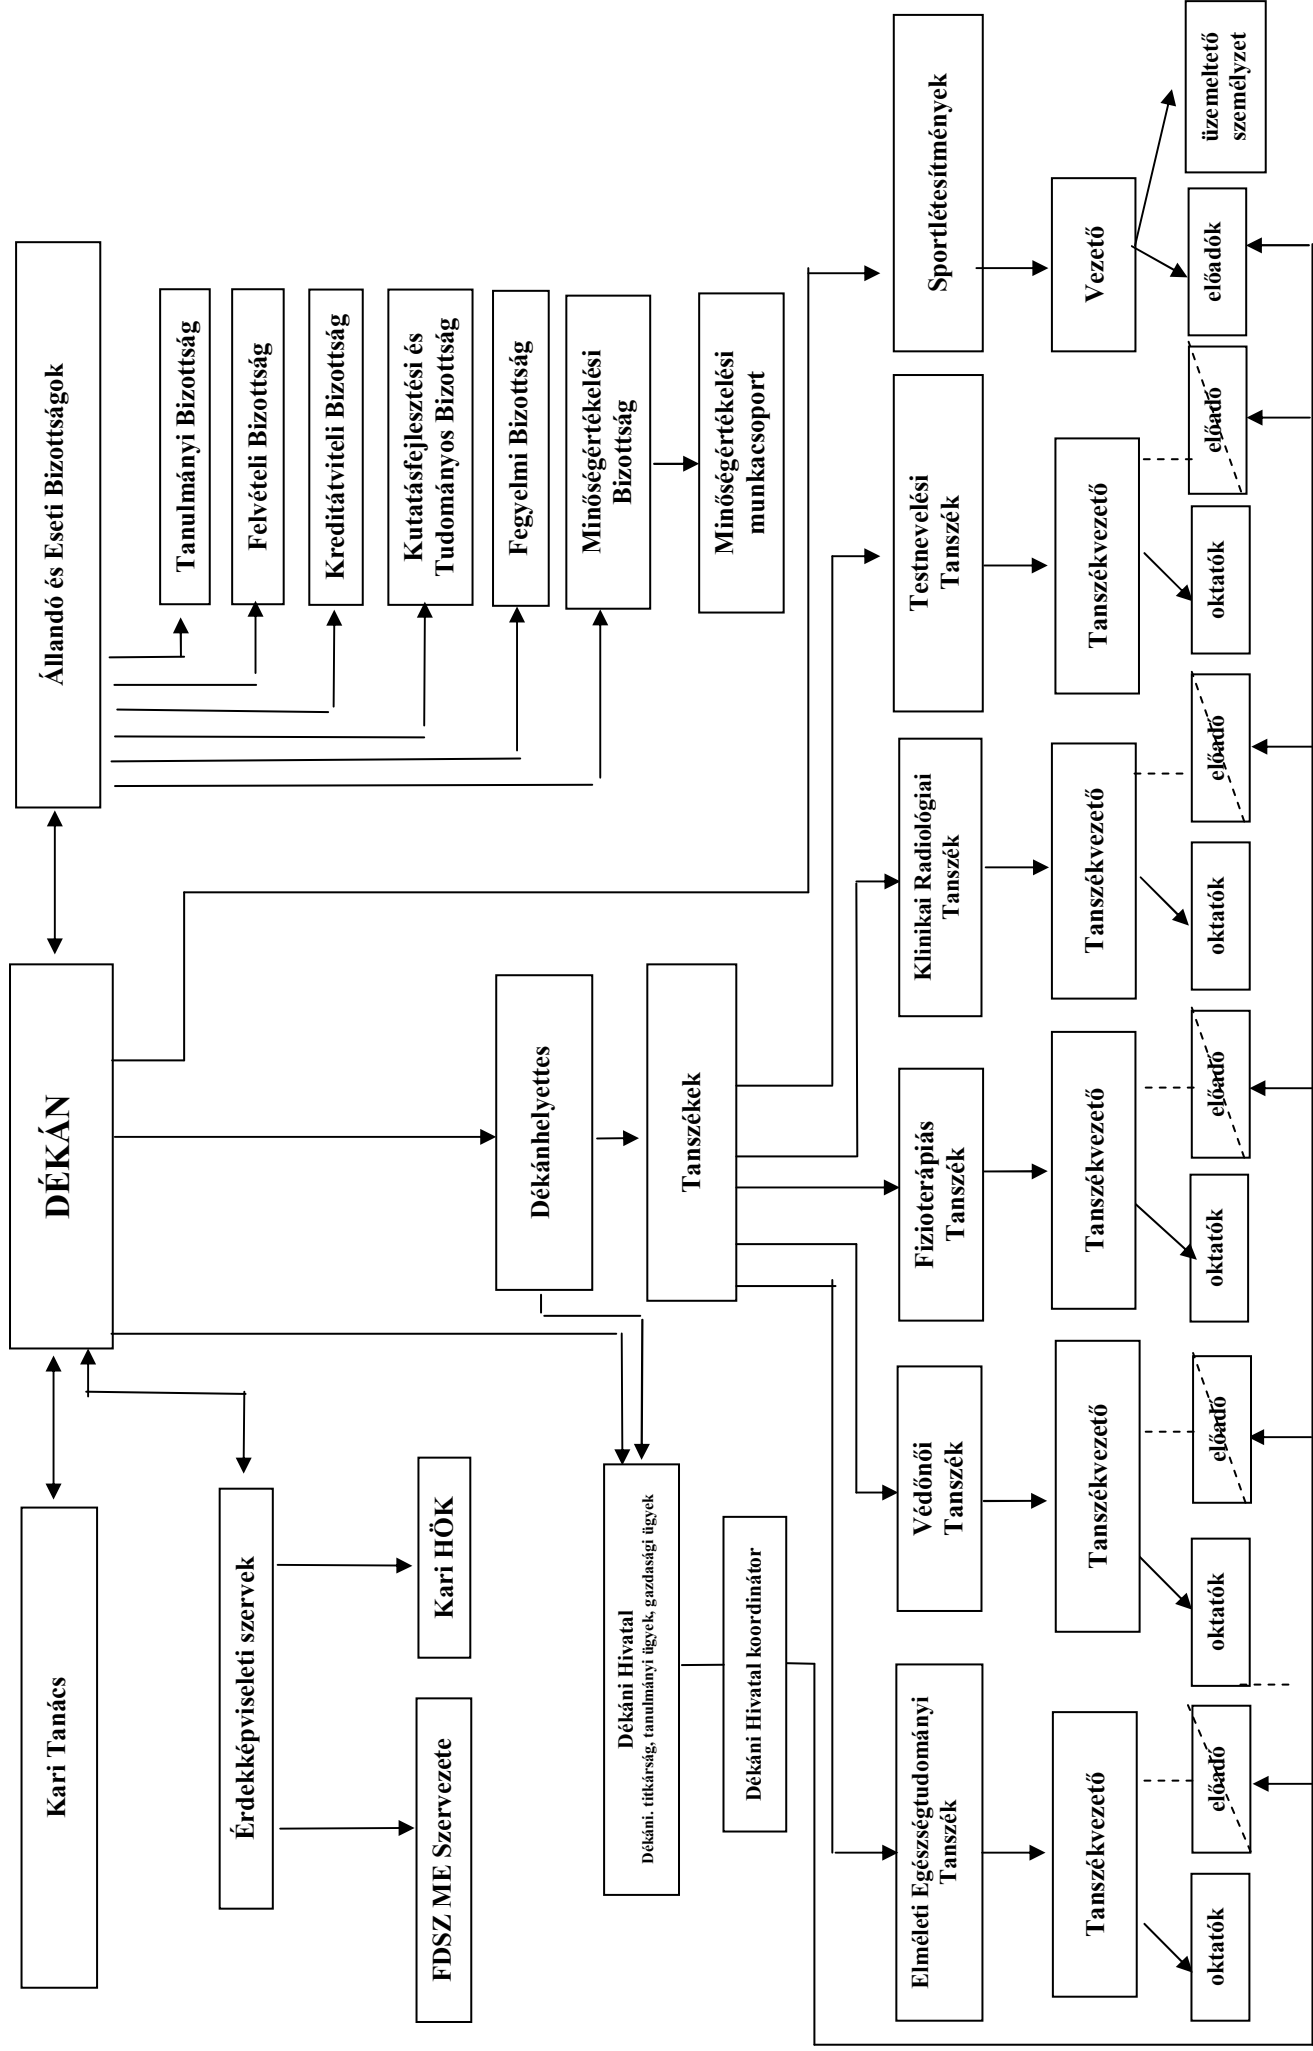 DÉKÁN
Kari Tanács
Állandó és Eseti Bizottságok
Érdekképviseleti szervek
FDSZ ME Szervezete
Kari HÖK
Tanulmányi Bizottság
Felvételi Bizottság
Kreditátviteli Bizottság
Kutatásfejlesztési és
Tudományos Bizottság
Fegyelmi Bizottság
Minőségértékelési
Bizottság
Minőségértékelési
munkacsoport
Dékánhelyettes
Dékáni Hivatal
Dékáni. titkárság, tanulmányi ügyek, gazdasági ügyek
Dékáni Hivatal koordinátor
Tanszékek
Elméleti Egészségtudományi
Tanszék
Védőnői
Tanszék
Fizioterápiás
Tanszék
Klinikai Radiológiai
Tanszék
Testnevelési
Tanszék
Sportlétesítmények
Tanszékvezető
Tanszékvezető
Tanszékvezető
Tanszékvezető
Tanszékvezető
Vezető
oktatók
előadó
oktatók
előadó
oktatók
előadó
oktatók
előadó
oktatók
előadó
előadók
üzemeltető
személyzet